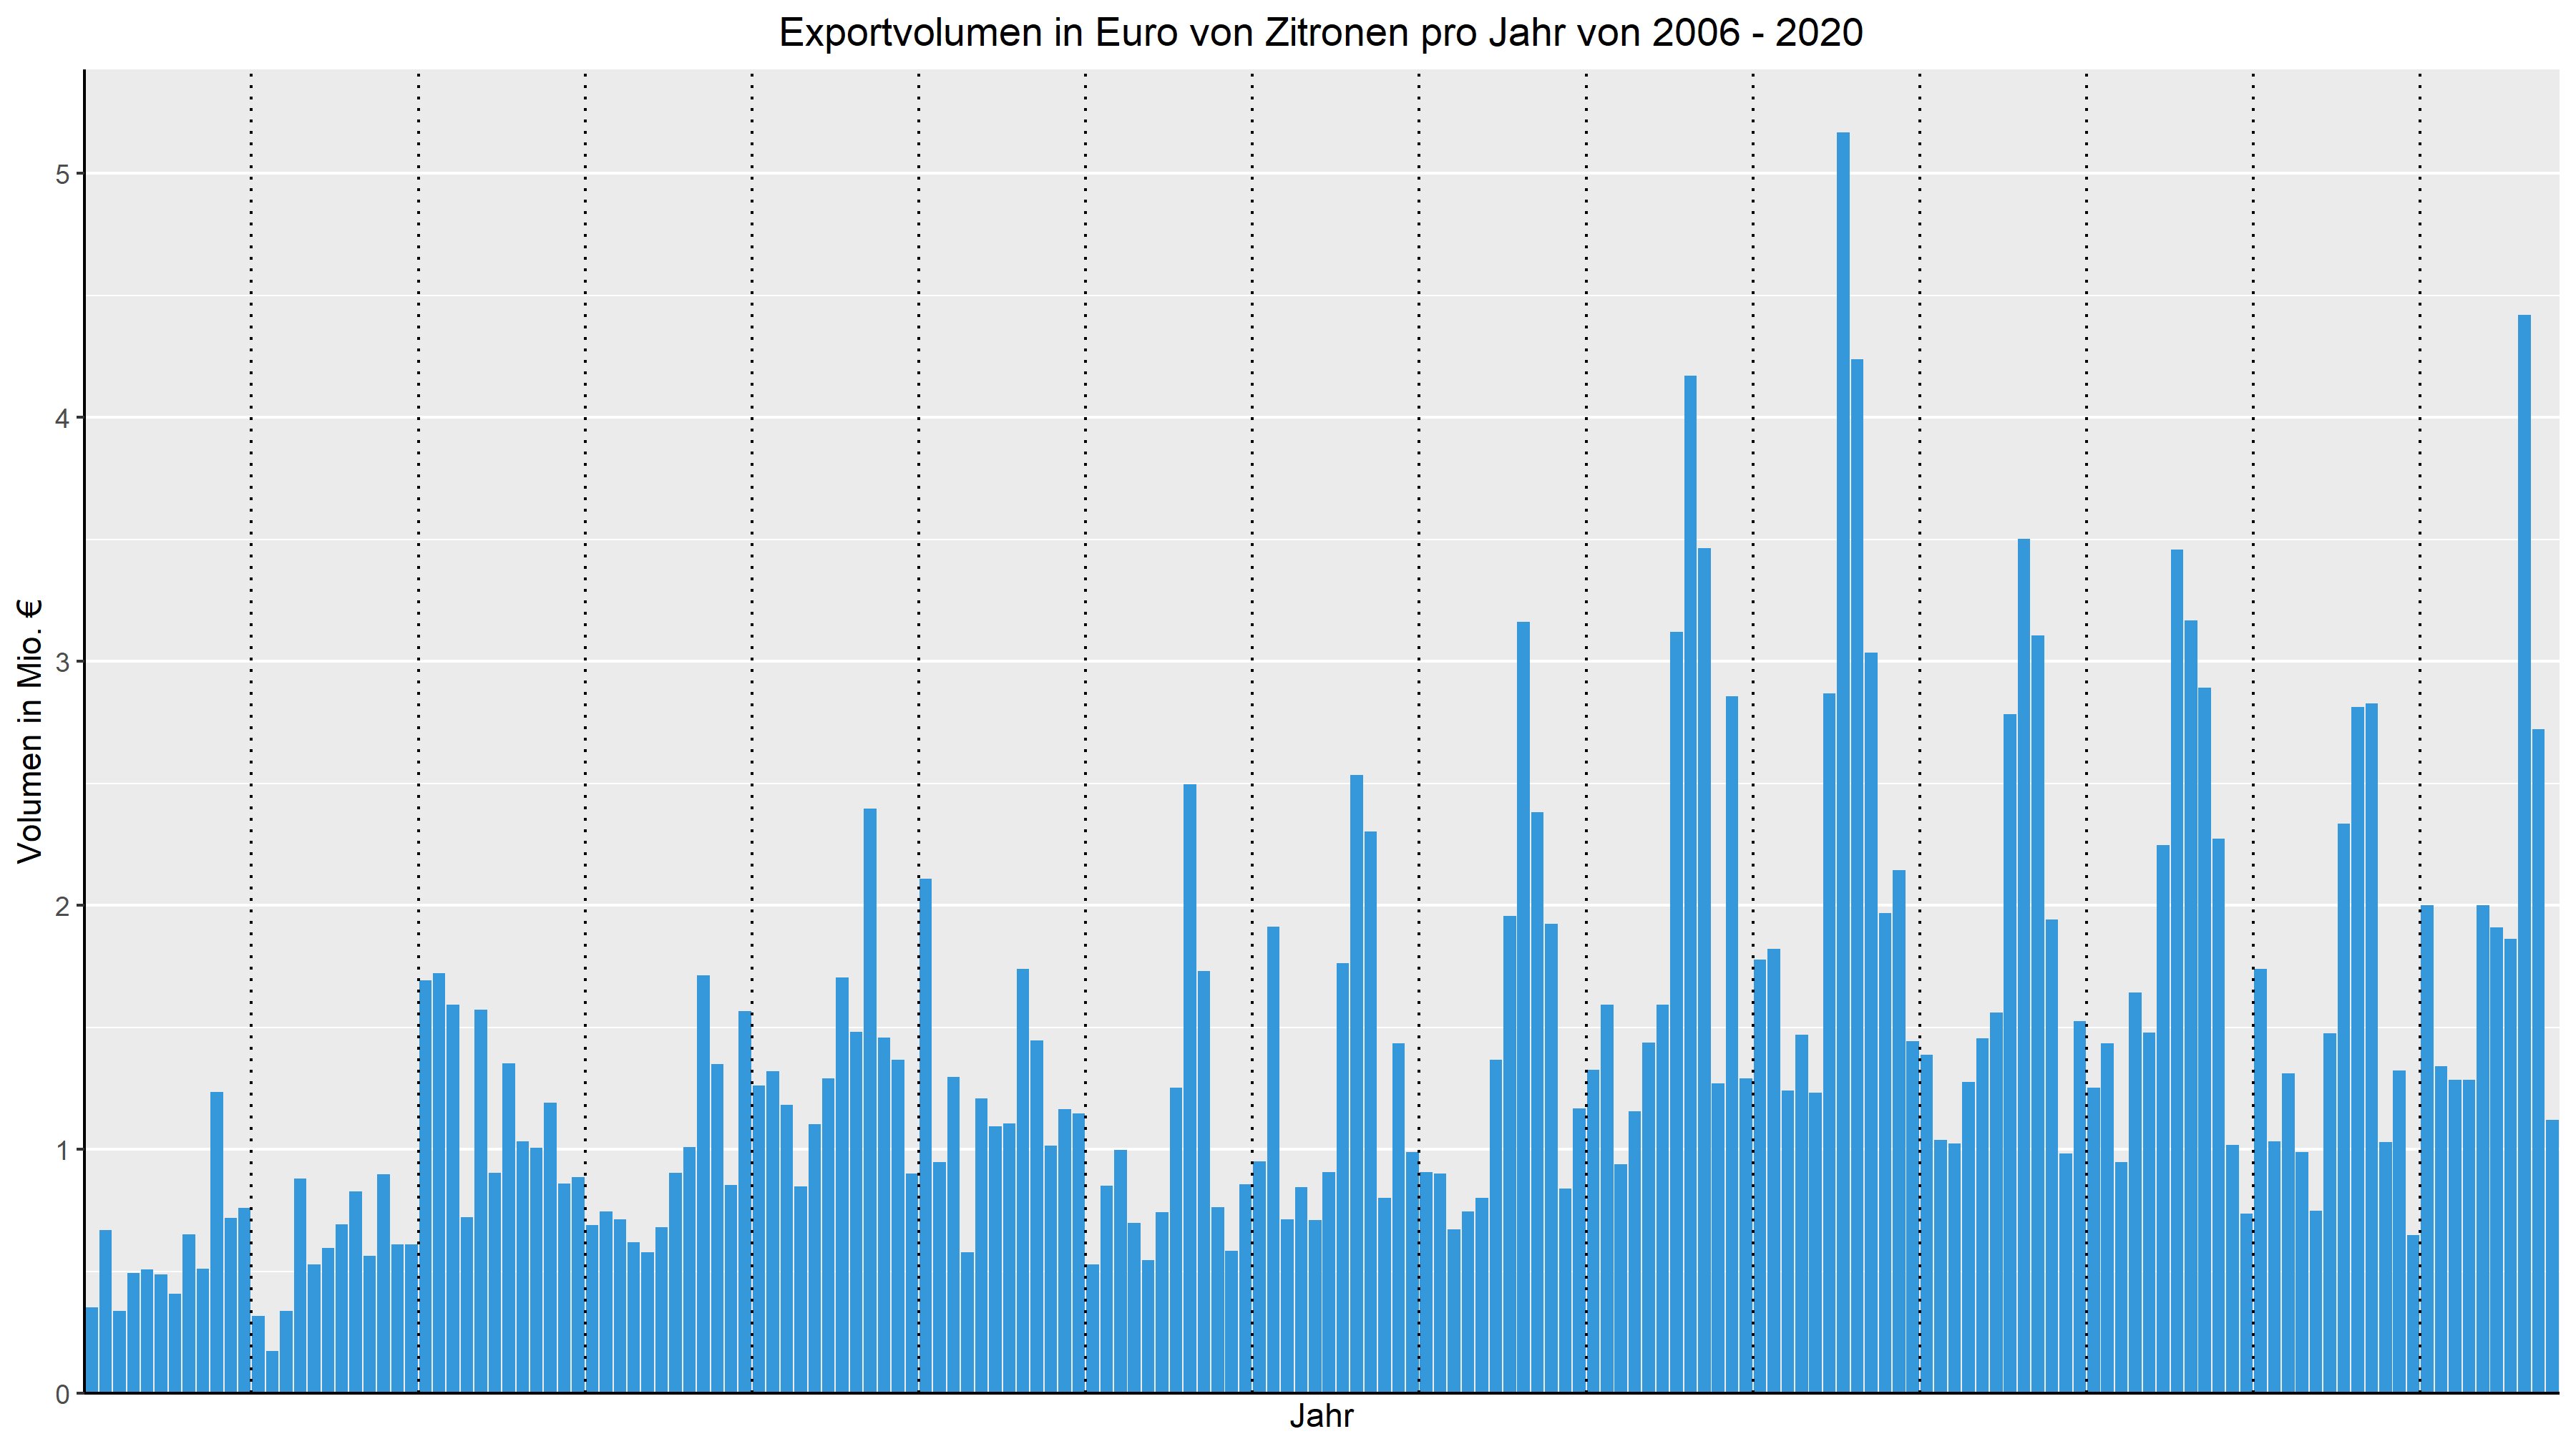 Exportvolumen in Euro von Zitronen pro Jahr von 2006 - 2020
Volumen in Mio. €
5
4
3
2
1
0
Jahr